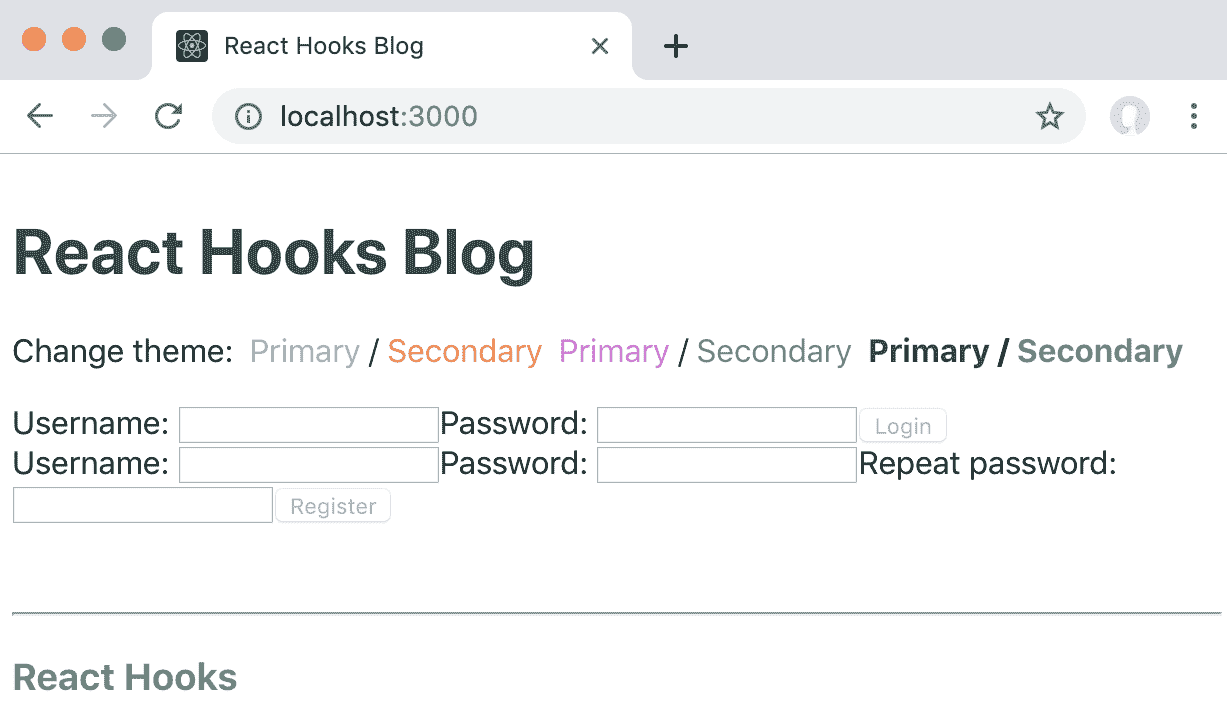 React Hooks Blog
localhost:3000
React Hooks Blog
Change theme: Primary / Secondary Primary / Secondary Primary / Secondary
Username: Password: Login
Username: Password: Repeat password:
Register
React Hooks